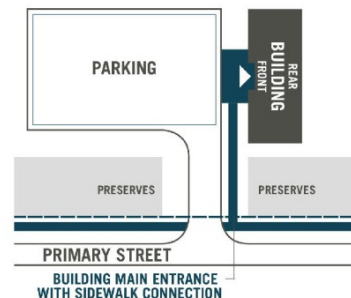 PARKING
REAR
BUILDING
FRONT
PRESERVES
PRESERVES
PRIMARY STREET
BUILDING MAIN ENTRANCE
WITH SIDEWALK CONNECTION